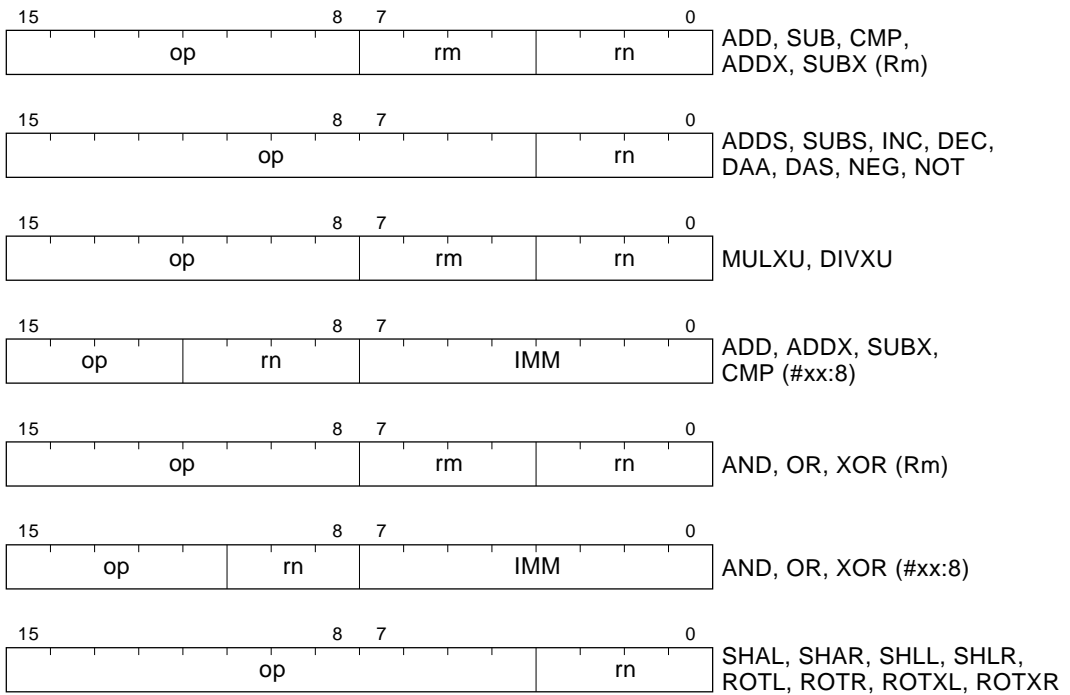 15 8 7 0
op rm rn
ADD, SUB, CMP,
ADDX, SUBX (Rm)
15 8 7 0
op rn
ADDS, SUBS, INC, DEC,
DAA, DAS, NEG, NOT
15 8 7 0
op rm rn
MULXU, DIVXU
15 8 7 0
op rn IMM
ADD, ADDX, SUBX,
CMP (#xx:8)
15 8 7 0
op rm rn
AND, OR, XOR (Rm)
15 8 7 0
op rn IMM
AND, OR, XOR (#xx:8)
15 8 7 0
op rn
SHAL, SHAR, SHLL, SHLR,
ROTL, ROTR, ROTXL, ROTXR